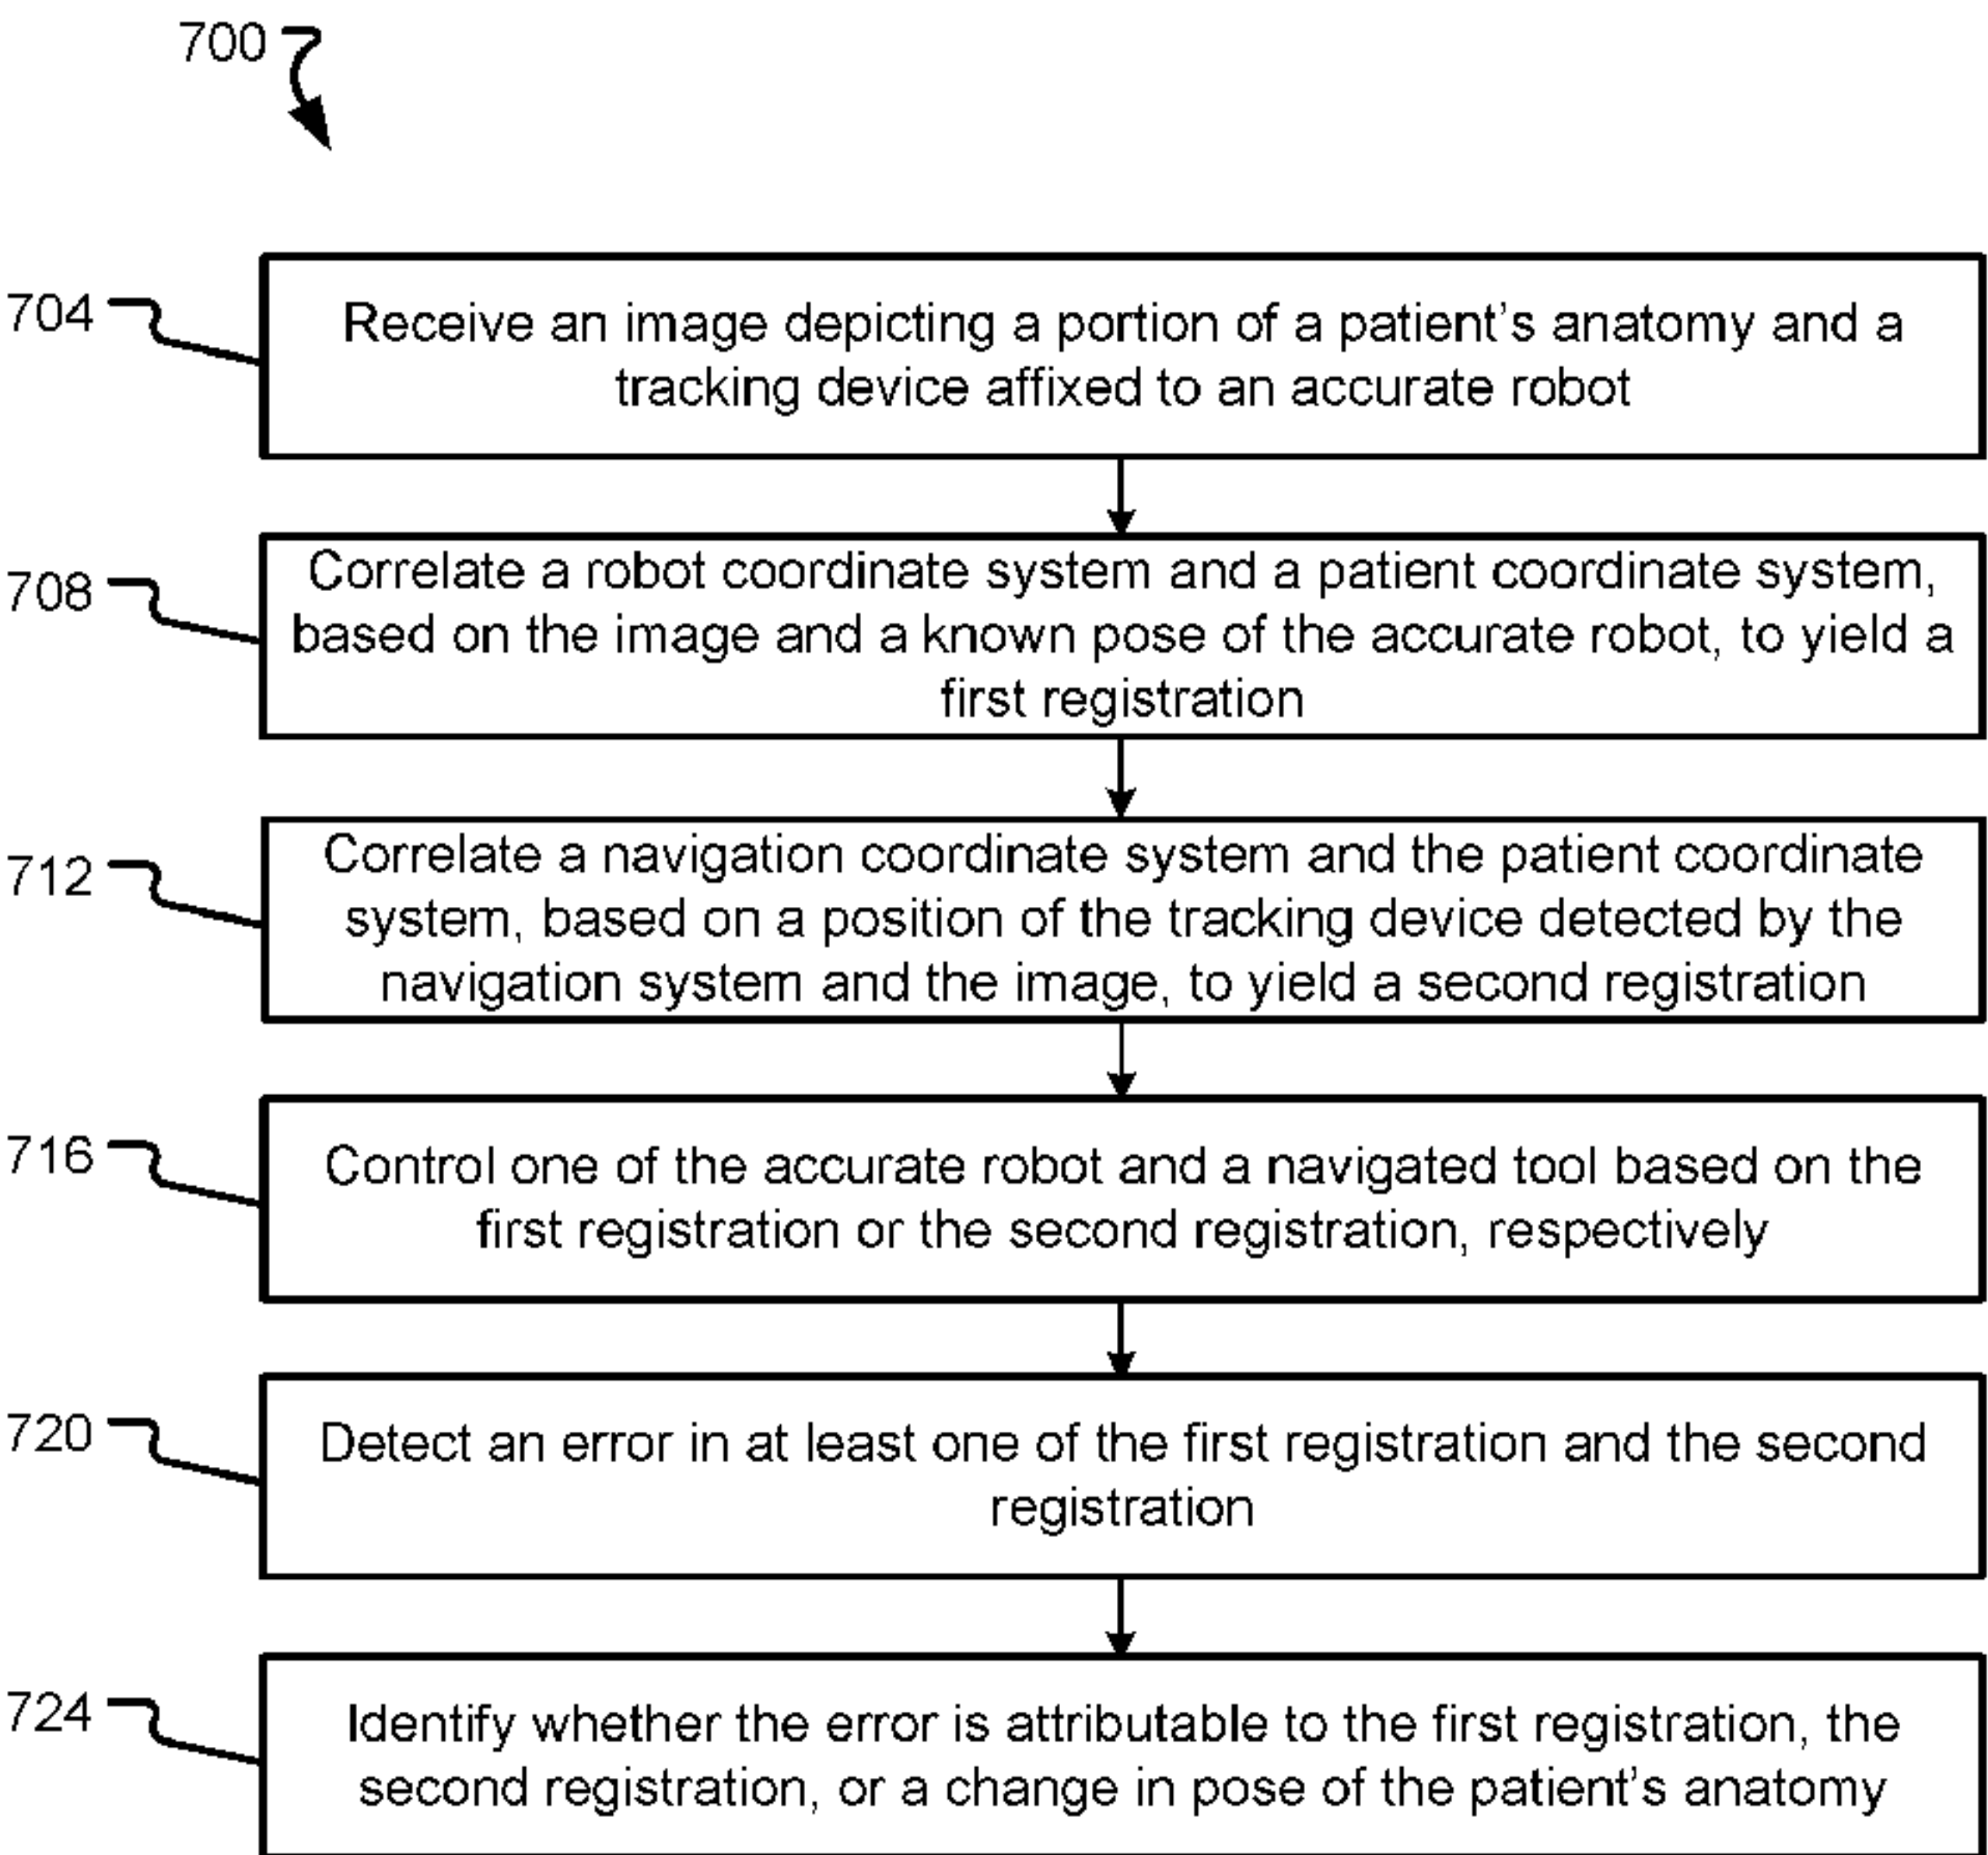 700
704
Receive an image depicting a portion of a patient's anatomy and a
tracking device affixed to an accurate robot
708
Correlate a robot coordinate system and a patient coordinate system,
based on the image and a known pose of the accurate robot, to yield a
first registration
712
Correlate a navigation coordinate system and the patient coordinate
system, based on a position of the tracking device detected by the
navigation system and the image, to yield a second registration
716
Control one of the accurate robot and a navigated tool based on the
first registration or the second registration, respectively
720
Detect an error in at least one of the first registration and the second
registration
724
Identify whether the error is attributable to the first registration, the
second registration, or a change in pose of the patient's anatomy